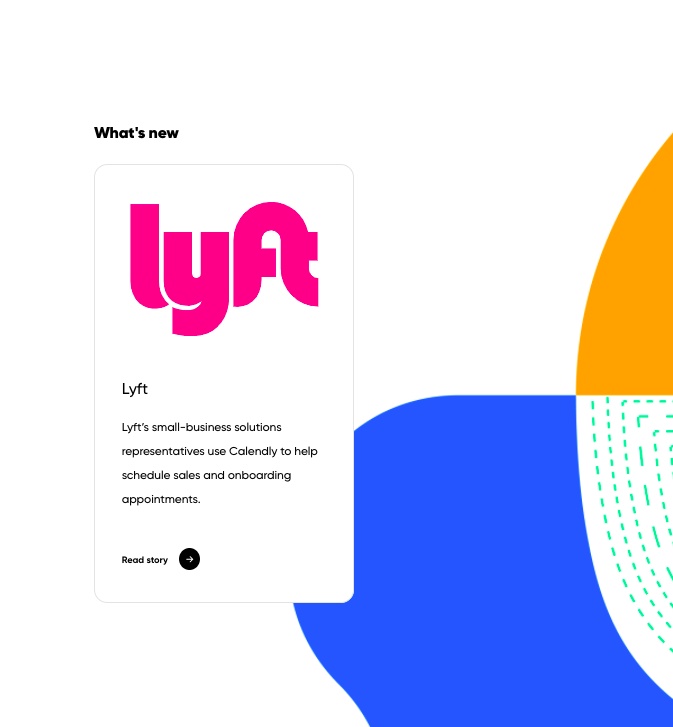 What's new
lyft
Lyft
Lyft’s small-business solutions
representatives use Calendly to help
schedule sales and onboarding
appointments.
Read story